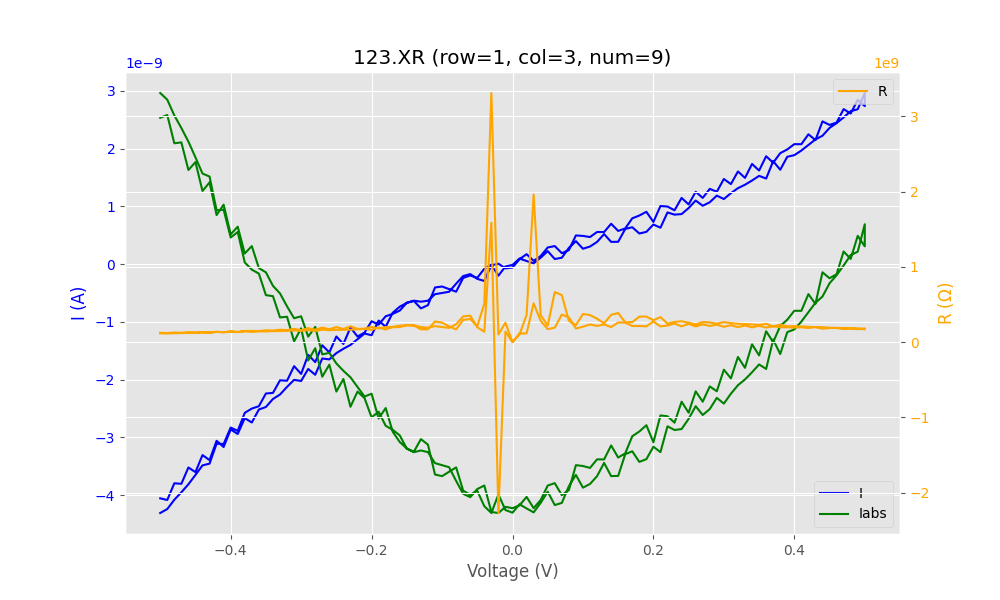 123.XR (row=1, col=3, num=9)
1e−9
1e9
R
3
2
1
0
−1
−2
−3
−4
I (A)
3
2
1
0
−1
−2
R (Ω)
I
Iabs
−0.4
−0.2
0.0
0.2
0.4
Voltage (V)